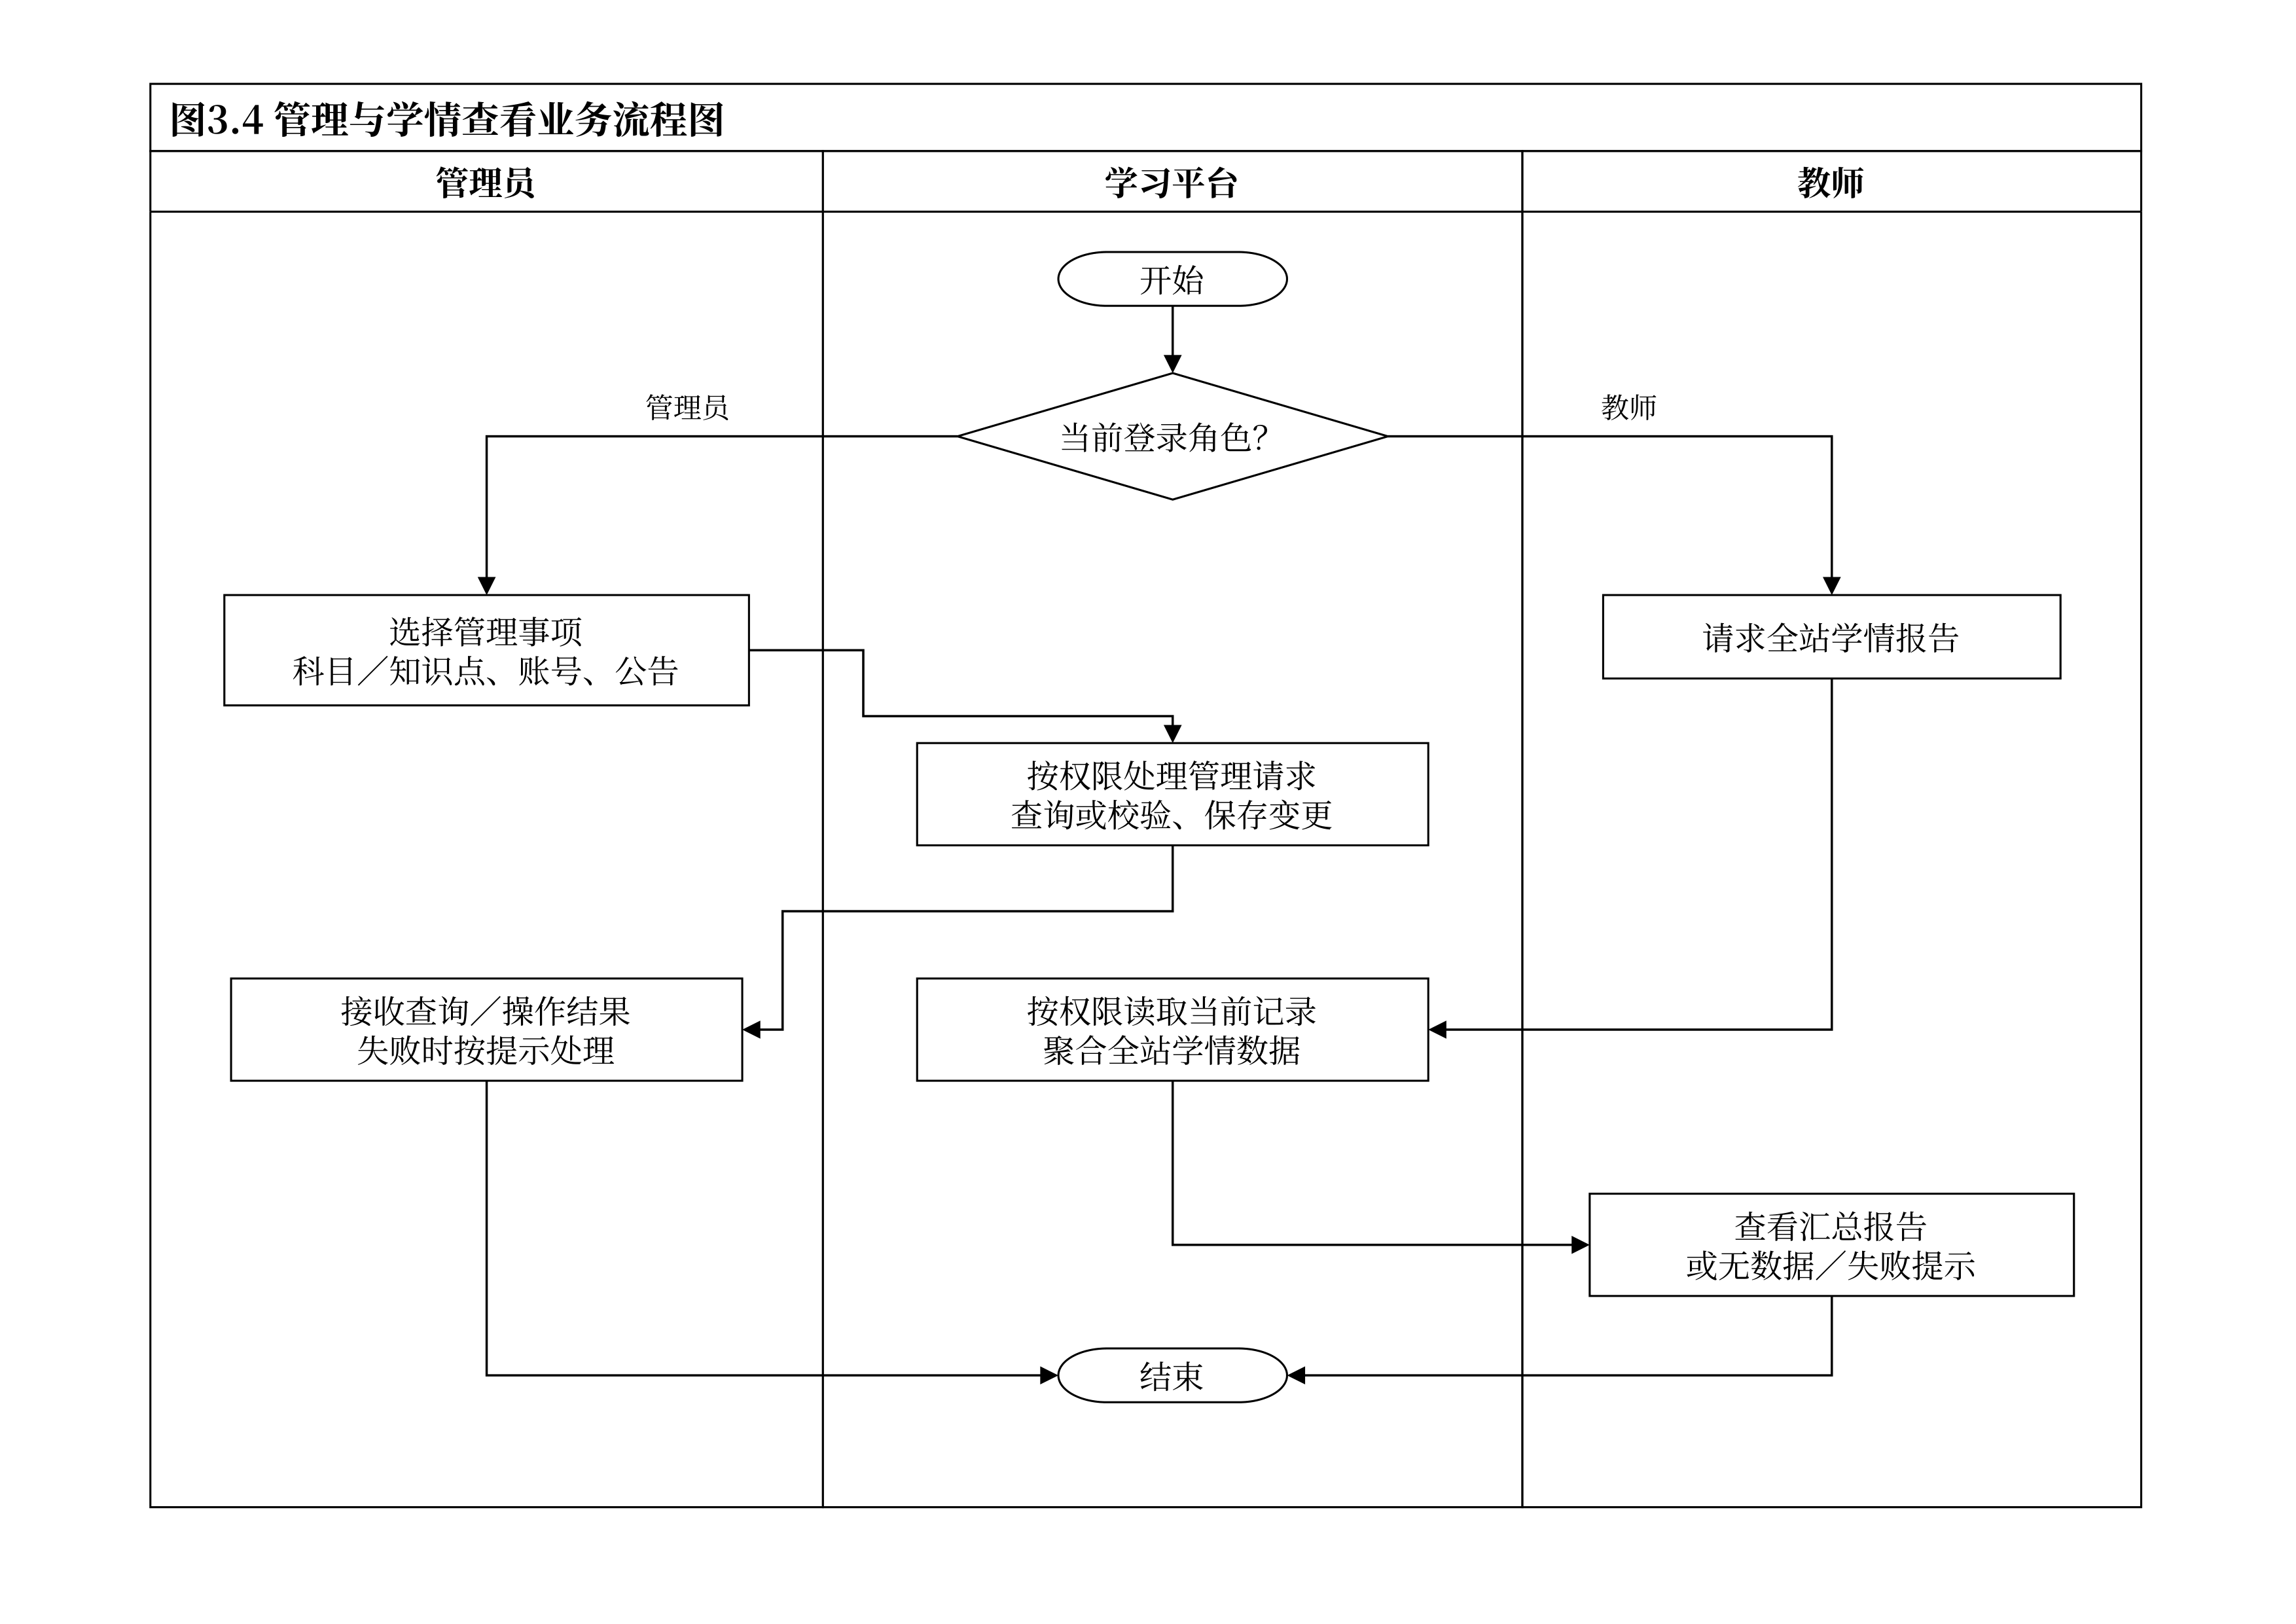 图3.4 管理与学情查看业务流程图
管理员
学习平台
教师
开始
管理员
教师
当前登录角色?
选择管理事项
科目／知识点、账号、公告
请求全站学情报告
按权限处理管理请求
查询或校验、保存变更
接收查询／操作结果
失败时按提示处理
按权限读取当前记录
聚合全站学情数据
查看汇总报告
或无数据／失败提示
结束